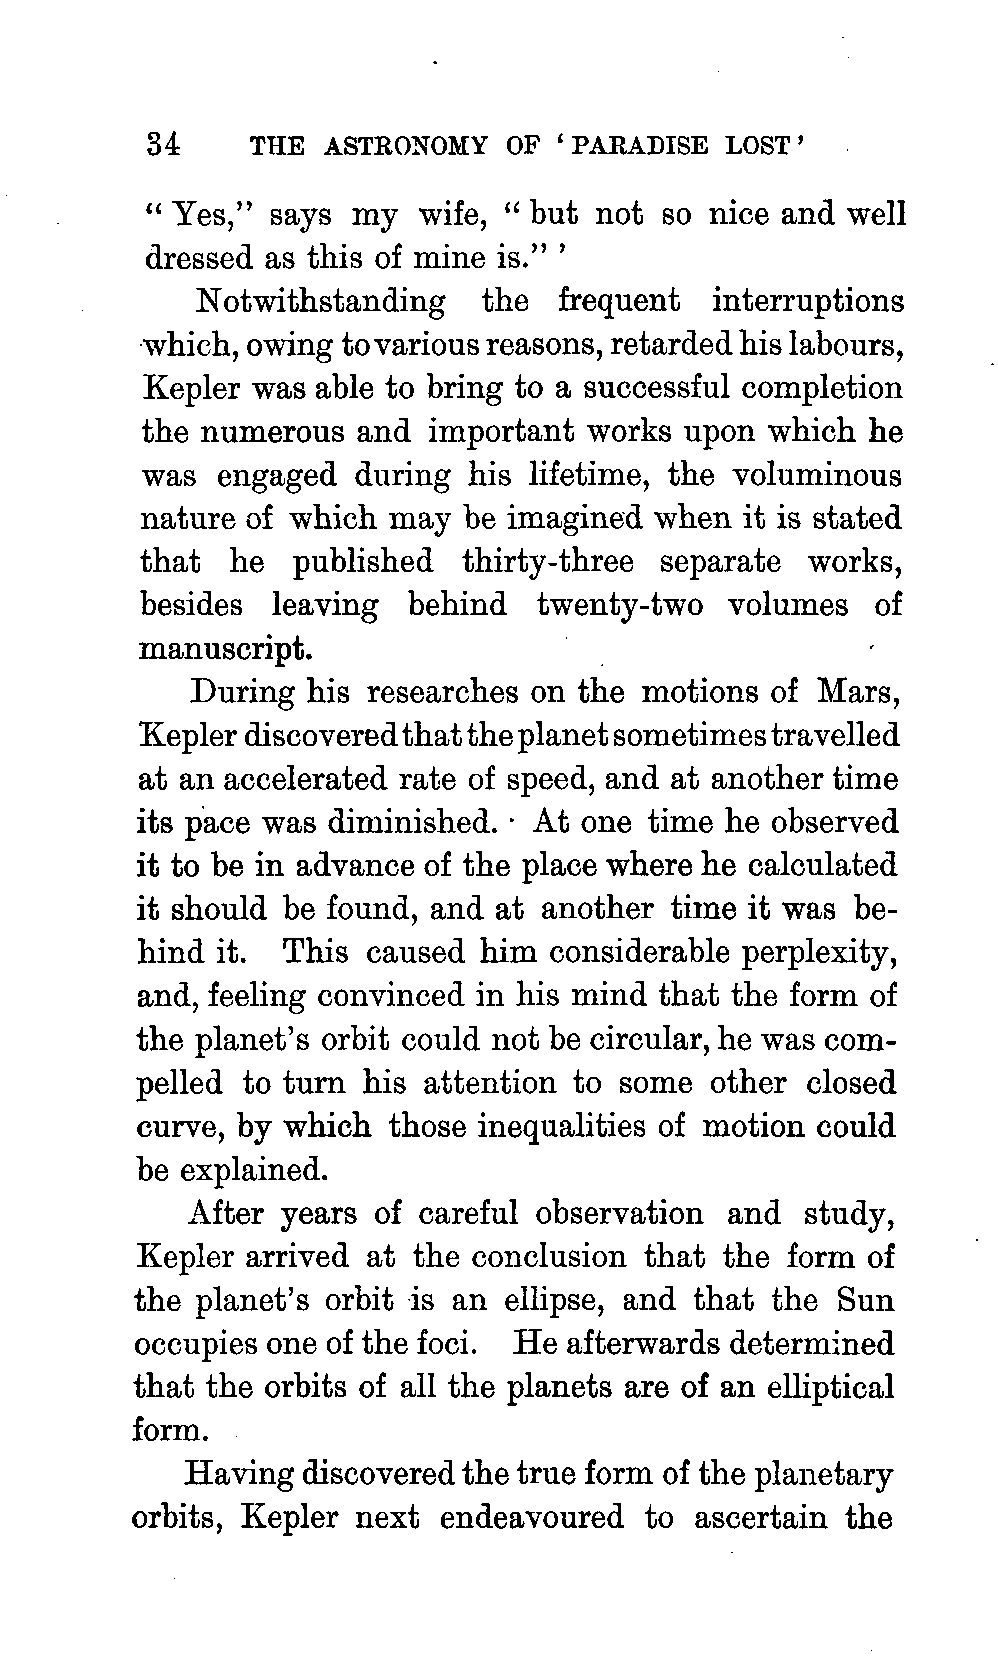 34 THE ASTRONOMY OF ‘PARADISE LOST’
“ Yes,” says my wife, “ but not so nice and well
dressed as this of mine is.” ’
Notwithstanding the frequent interruptions
which, owing to various reasons, retarded his labours,
Kepler was able to bring to a successful completion
the numerous and important works upon which he
was engaged during his lifetime, the voluminous
nature of which may be imagined when it is stated
that he published thirty-three separate works,
besides leaving behind twenty-two volumes of
manuscript.
During his researches on the motions of Mars,
Kepler discovered that the planet sometimes travelled
at an accelerated rate of speed, and at another time
its pace was diminished. At one time he observed
it to be in advance of the place where he calculated
it should be found, and at another time it was be-
hind it. This caused him considerable perplexity,
and, feeling convinced in his mind that the form of
the planet’s orbit could not be circular, he was com-
pelled to turn his attention to some other closed
curve, by which those inequalities of motion could
be explained.
After years of careful observation and study,
Kepler arrived at the conclusion that the form of
the planet’s orbit is an ellipse, and that the Sun
occupies one of the foci. He afterwards determined
that the orbits of all the planets are of an elliptical
form.
Having discovered the true form of the planetary
orbits, Kepler next endeavoured to ascertain the